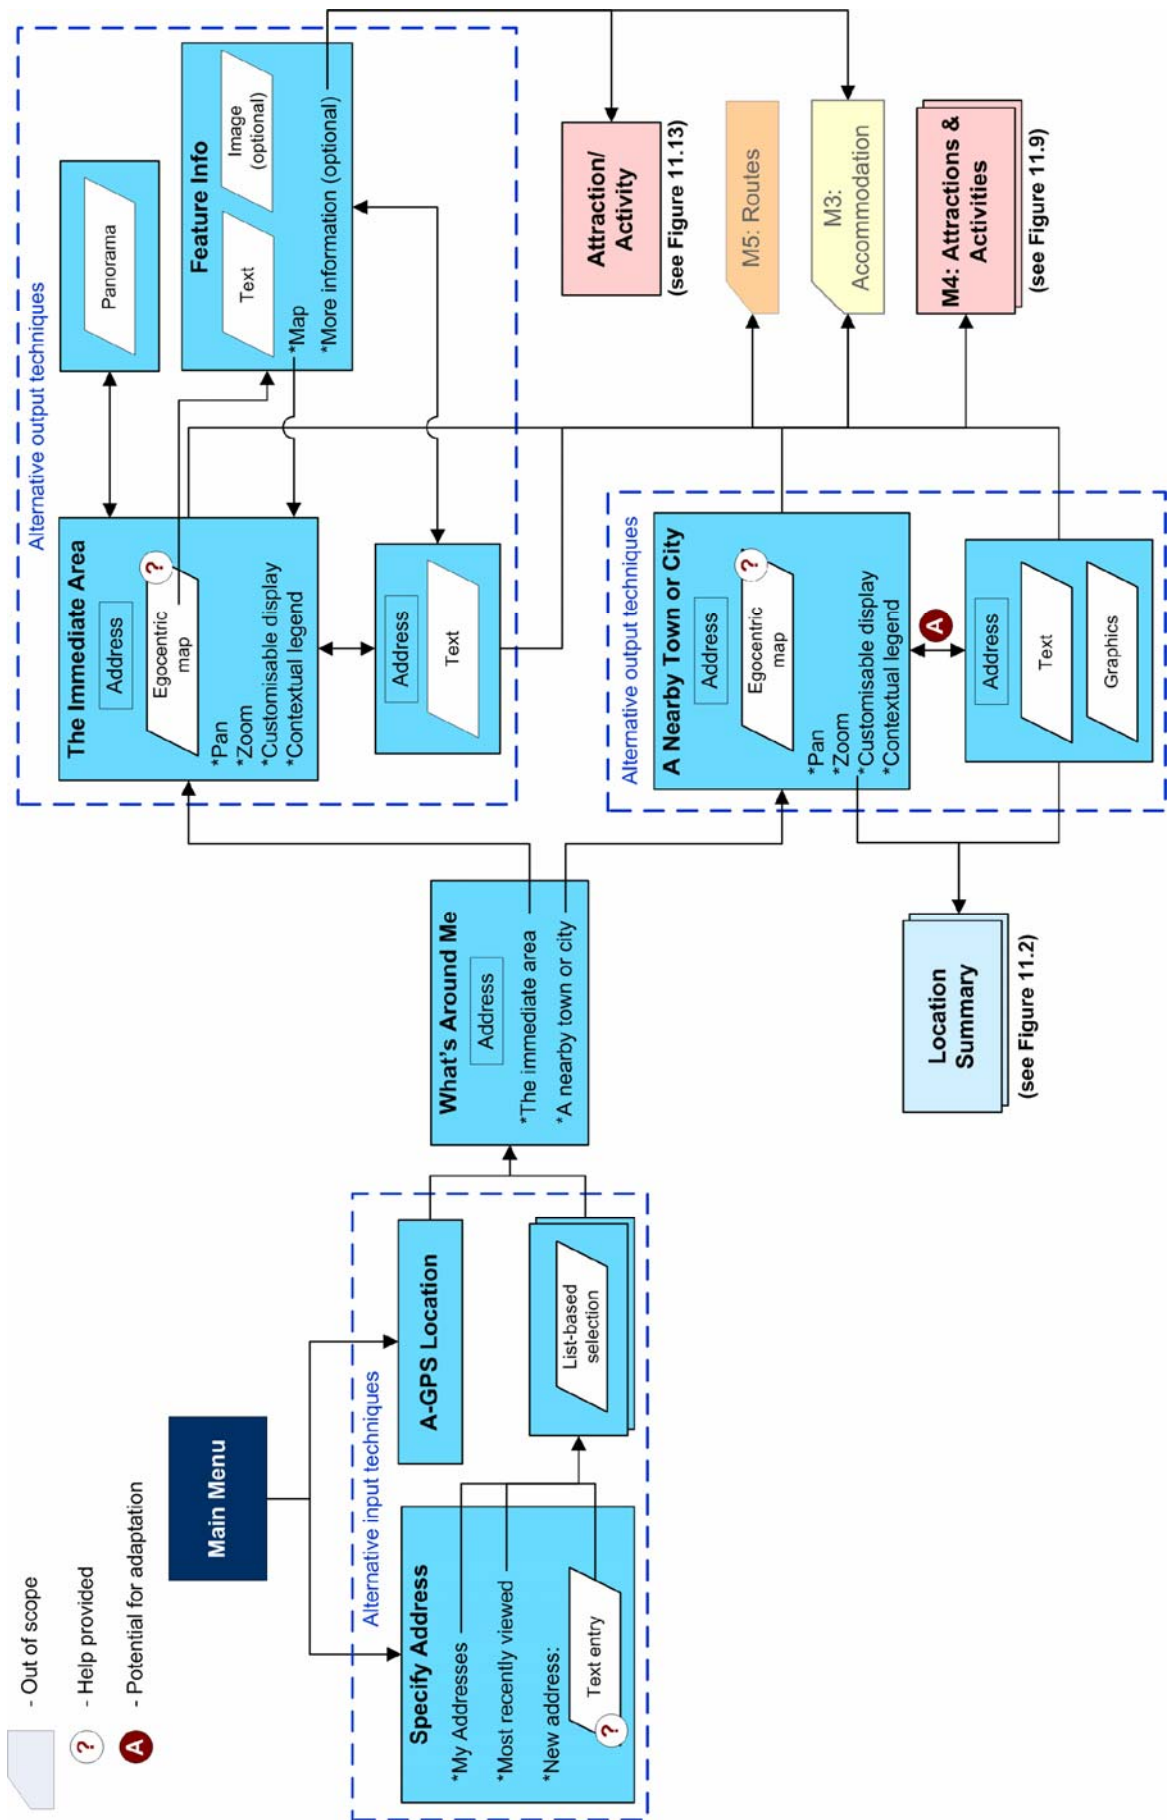 - Out of scope
? - Help provided
A - Potential for adaptation
Main Menu
Alternative input techniques
Specify Address
*My Addresses
*Most recently viewed
*New address:
Text entry
?
A-GPS Location
List-based
selection
What's Around Me
Address
*The immediate area
*A nearby town or city
Alternative output techniques
The Immediate Area
Address
Egocentric
map
?
*Pan
*Zoom
*Customisable display
*Contextual legend
Address
Text
Panorama
Feature Info
Text
Image
(optional)
*Map
*More information (optional)
Alternative output techniques
A Nearby Town or City
Address
Egocentric
map
?
*Pan
*Zoom
*Customisable display
*Contextual legend
A
Address
Text
Graphics
Location
Summary
(see Figure 11.2)
Attraction/
Activity
(see Figure 11.13)
M5: Routes
M3:
Accommodation
M4: Attractions &
Activities
(see Figure 11.9)